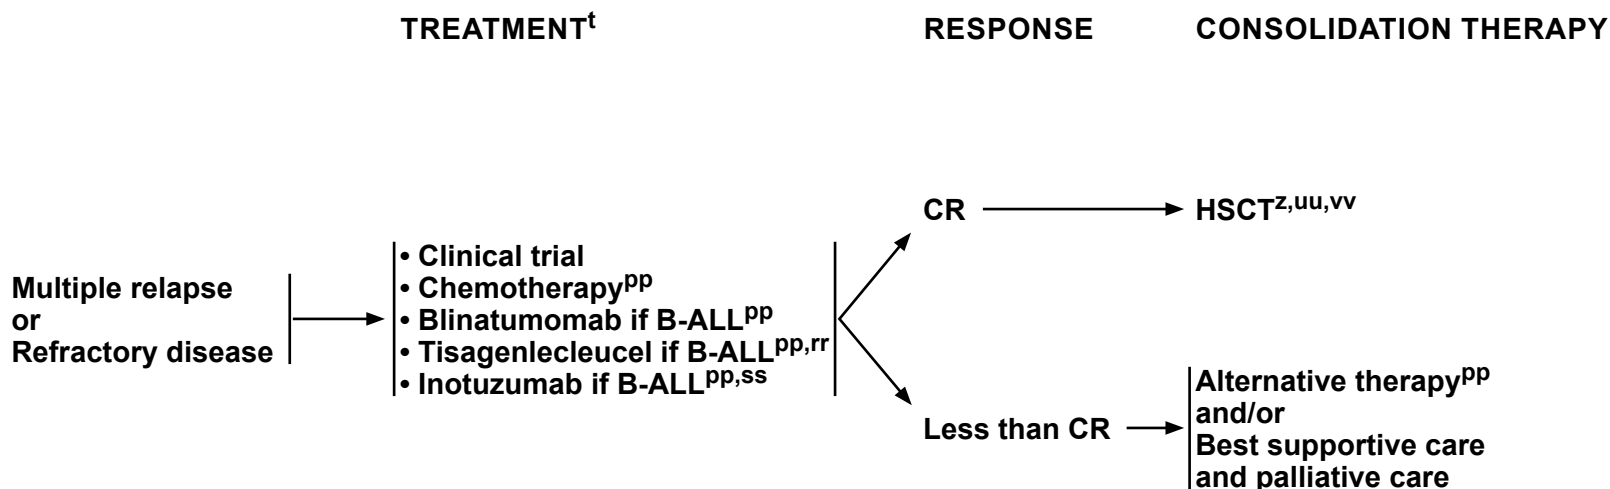 TREATMENTᵗ RESPONSE CONSOLIDATION THERAPY
Multiple relapse
or
Refractory disease
• Clinical trial
• Chemotherapyᵖᵖ
• Blinatumomab if B-ALLᵖᵖ
• Tisagenlecleucel if B-ALLᵖᵖ,ʳʳ
• Inotuzumab if B-ALLᵖᵖ,ˢˢ
CR
HSCTᶻ,ᵘᵘ,ᵛᵛ
Less than CR
Alternative therapyᵖᵖ
and/or
Best supportive care
and palliative care